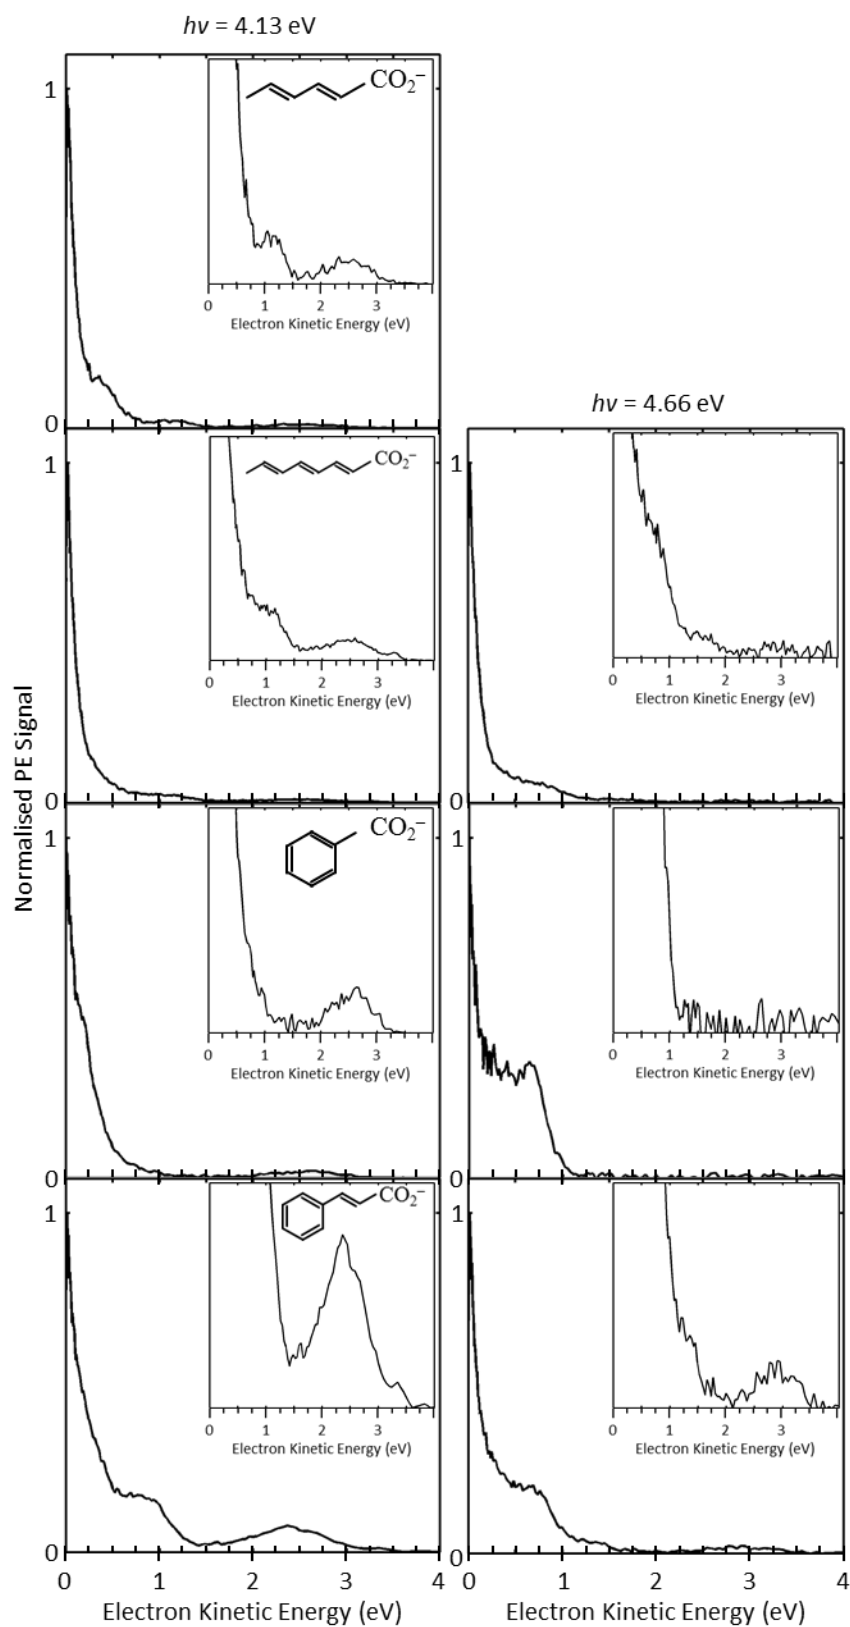 hν = 4.13 eV
1
CO₂⁻
0 1 2 3
Electron Kinetic Energy (eV)
0
hν = 4.66 eV
1
CO₂⁻
0 1 2 3
Electron Kinetic Energy (eV)
0
1
0 1 2 3
Electron Kinetic Energy (eV)
0
Normalised PE Signal
1
CO₂⁻
0 1 2 3
Electron Kinetic Energy (eV)
0
1
0 1 2 3
Electron Kinetic Energy (eV)
0
1
CO₂⁻
0 1 2 3
Electron Kinetic Energy (eV)
0
0 1 2 3 4
Electron Kinetic Energy (eV)
1
0 1 2 3
Electron Kinetic Energy (eV)
0
0 1 2 3 4
Electron Kinetic Energy (eV)